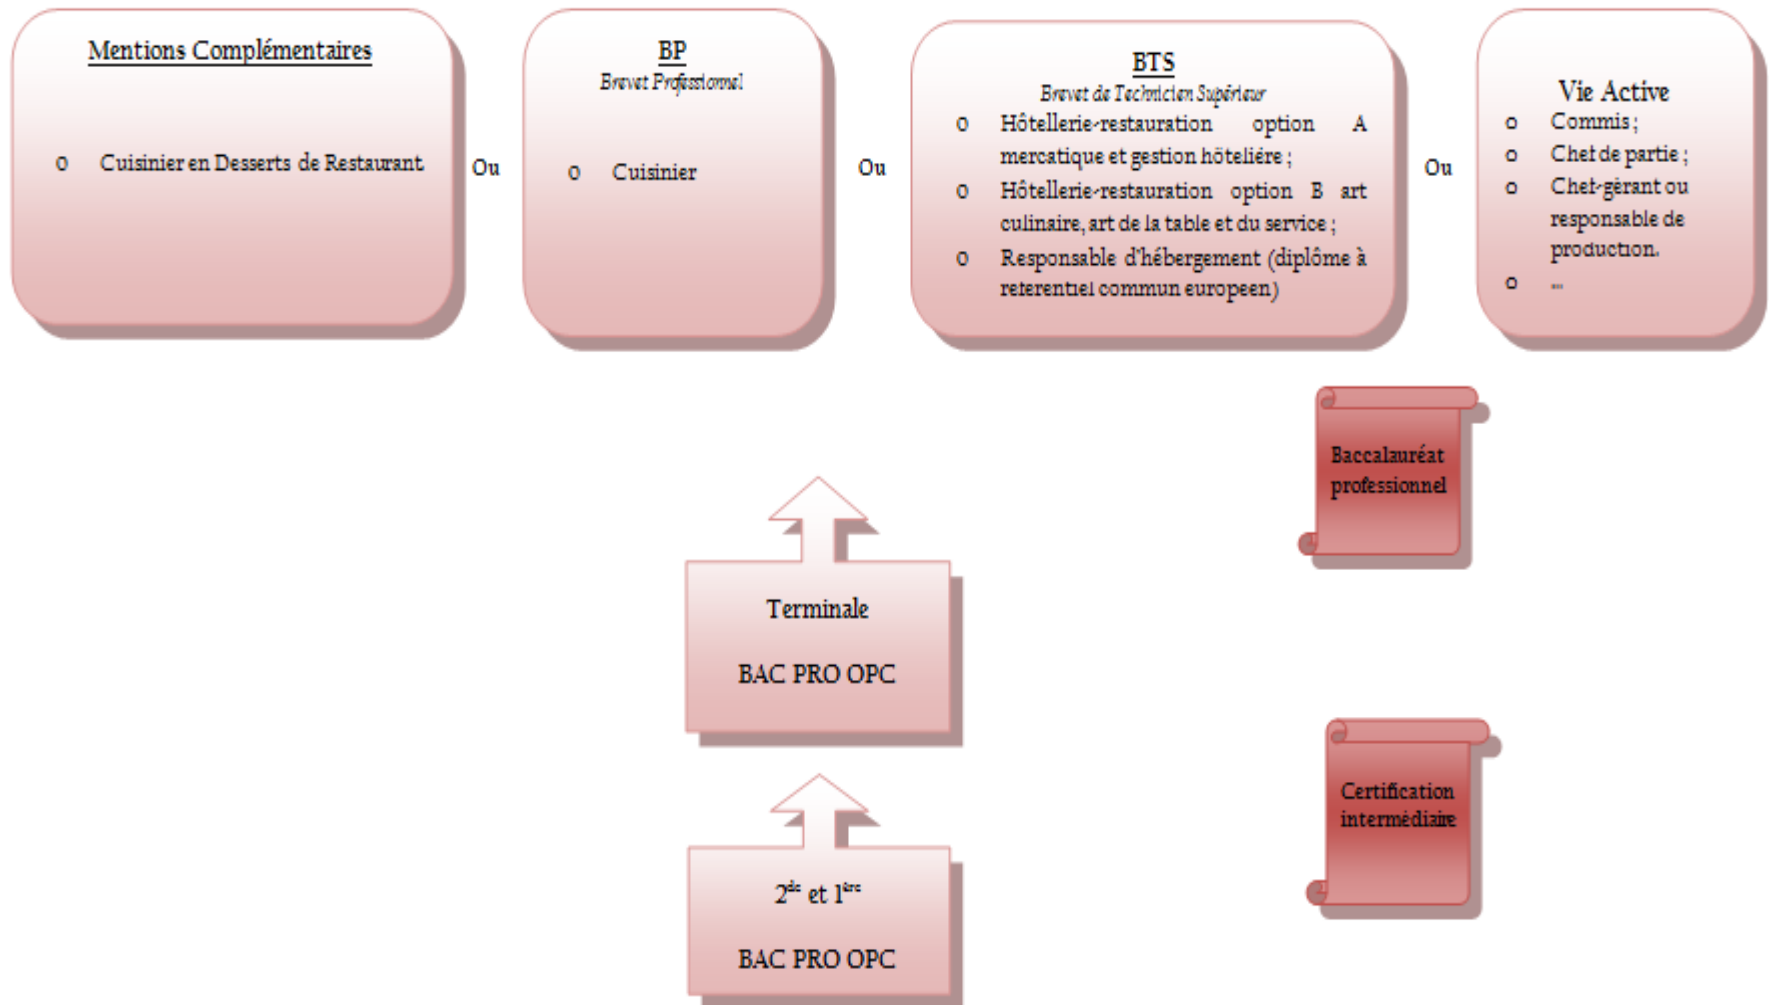 Mentions Complémentaires
o Cuisinier en Desserts de Restaurant
Ou
BP
Brevet Professionnel
o Cuisinier
Ou
BTS
Brevet de Technicien Supérieur
o Hôtellerie-restauration option A
mercatique et gestion hôtelière ;
o Hôtellerie-restauration option B art
culinaire, art de la table et du service ;
o Responsable d'hébergement (diplôme à
référentiel commun européen)
Ou
Vie Active
o Commis ;
o Chef de partie ;
o Chef-gérant ou
responsable de
production.
o ...
Baccalauréat
professionnel
Terminale
BAC PRO OPC
Certification
intermédiaire
2de et 1ère
BAC PRO OPC